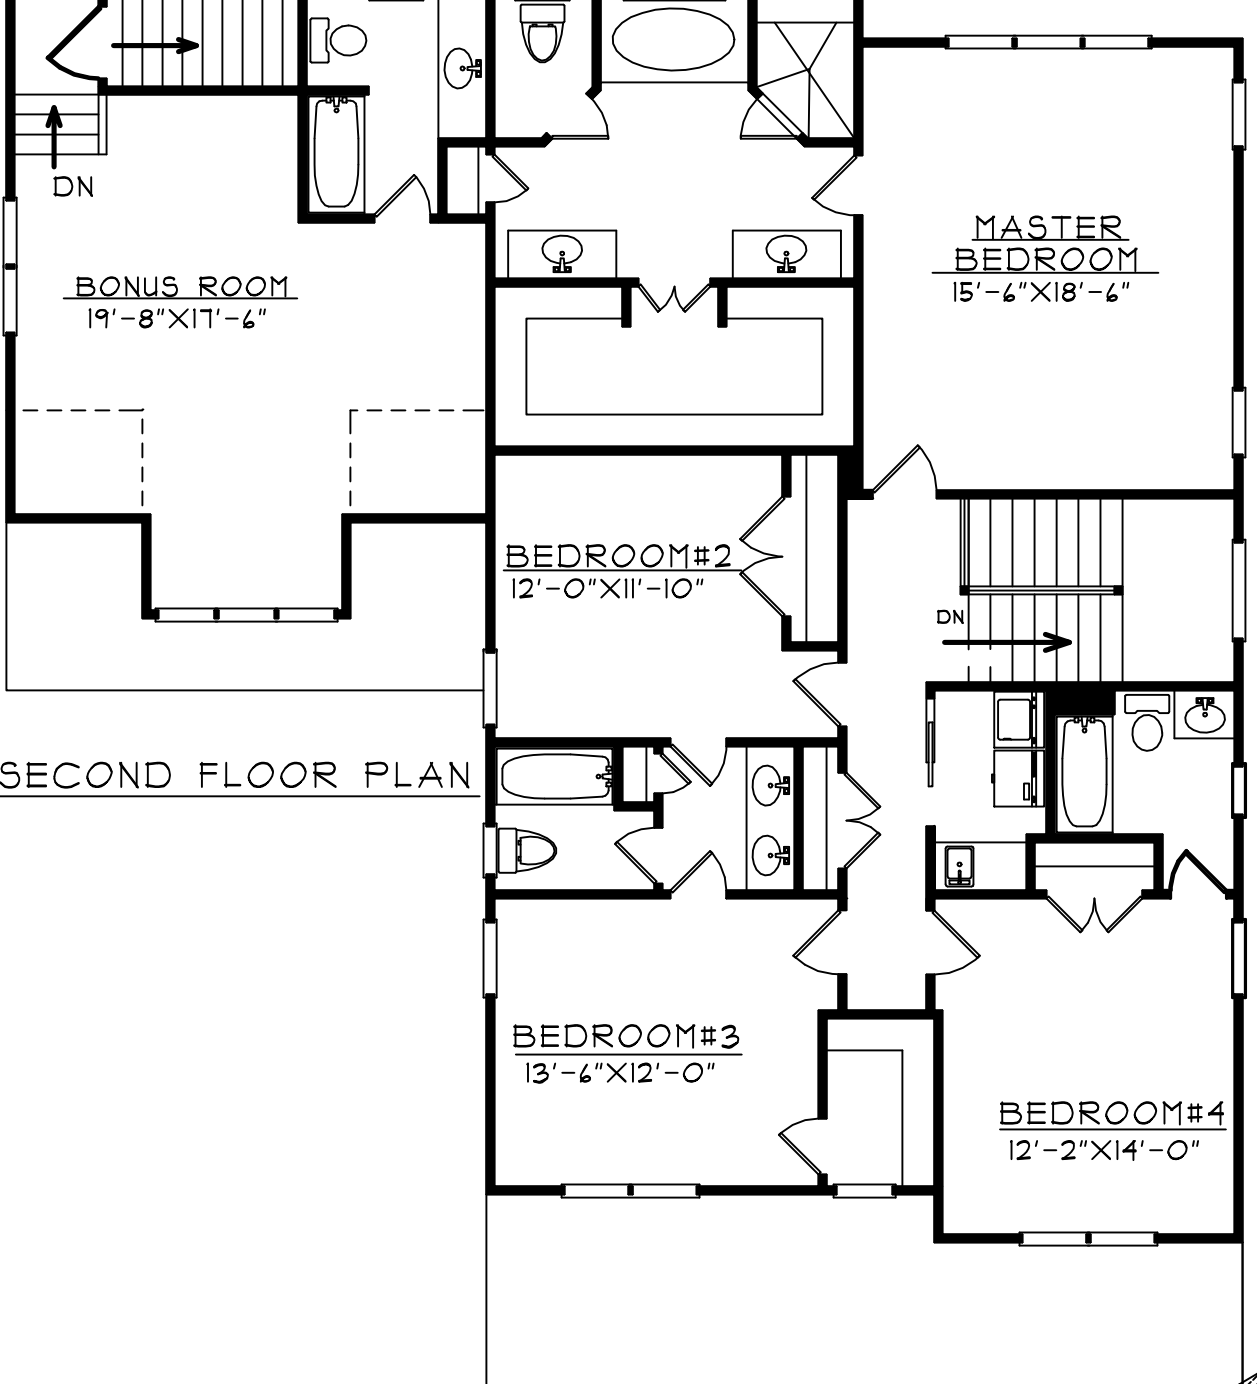 DN
MASTER
BEDROOM
15'-6"X18'-6"
BONUS ROOM
19'-8"X17'-6"
BEDROOM#2
12'-0"X11'-10"
DN
SECOND FLOOR PLAN
BEDROOM#3
13'-6"X12'-0"
BEDROOM#4
12'-2"X14'-0"